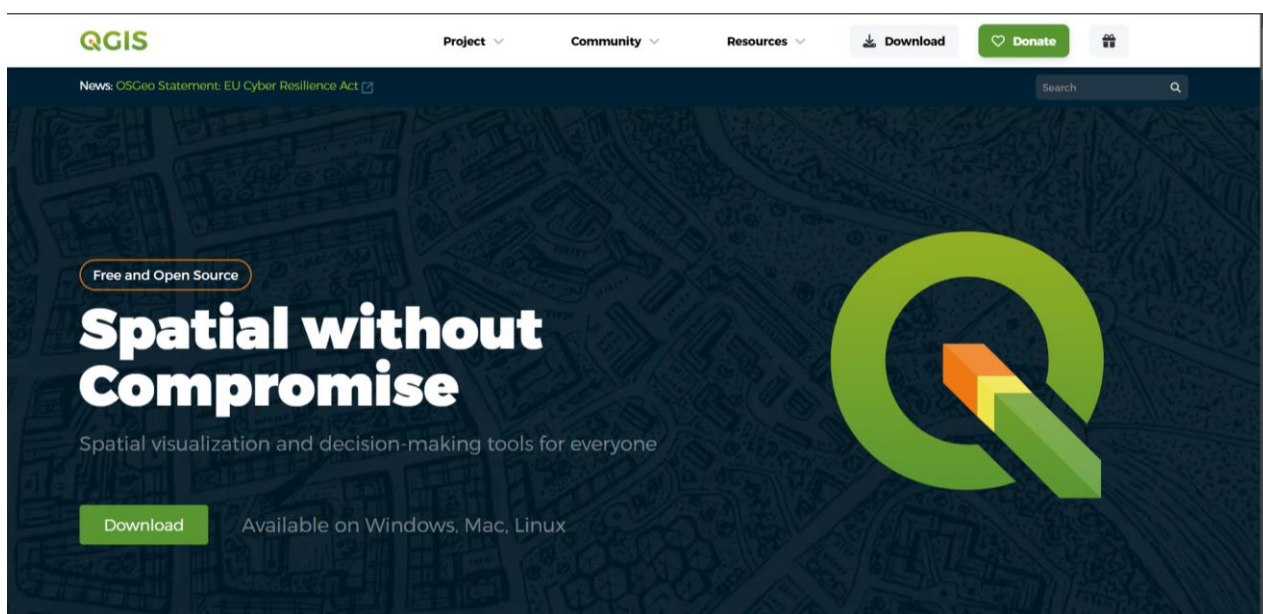 QGIS
Project
Community
Resources
Download
Donate
News: OSGeo Statement: EU Cyber Resilience Act
Search
Free and Open Source
Spatial without
Compromise
Spatial visualization and decision-making tools for everyone
Download
Available on Windows, Mac, Linux